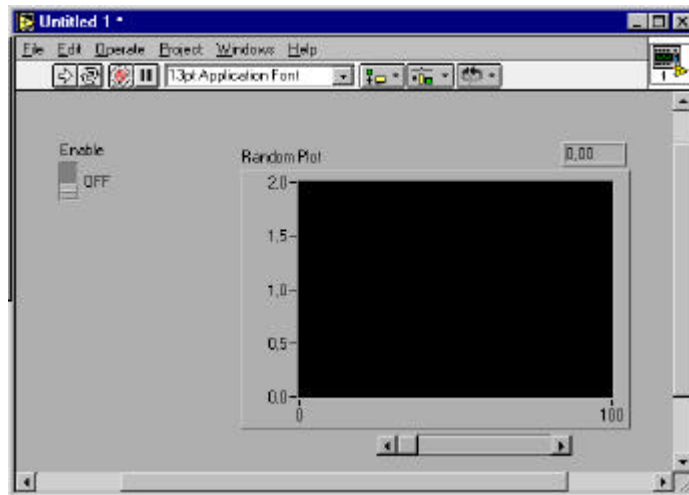 Untitled 1 *
File Edit Operate Project Windows Help
13pt Application Font
1
Enable
OFF
Random Plot
0,00
2,0
1,5
1,0
0,5
0,0
0
100